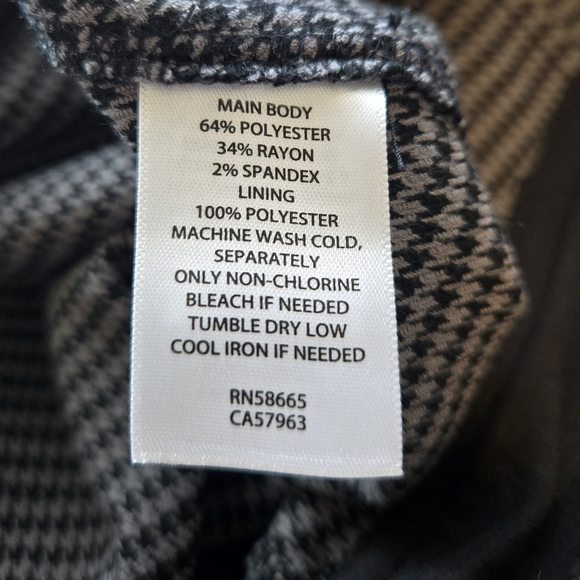 MAIN BODY
64% POLYESTER
34% RAYON
2% SPANDEX
LINING
100% POLYESTER
MACHINE WASH COLD,
SEPARATELY
ONLY NON-CHLORINE
BLEACH IF NEEDED
TUMBLE DRY LOW
COOL IRON IF NEEDED
RN58665
CA57963